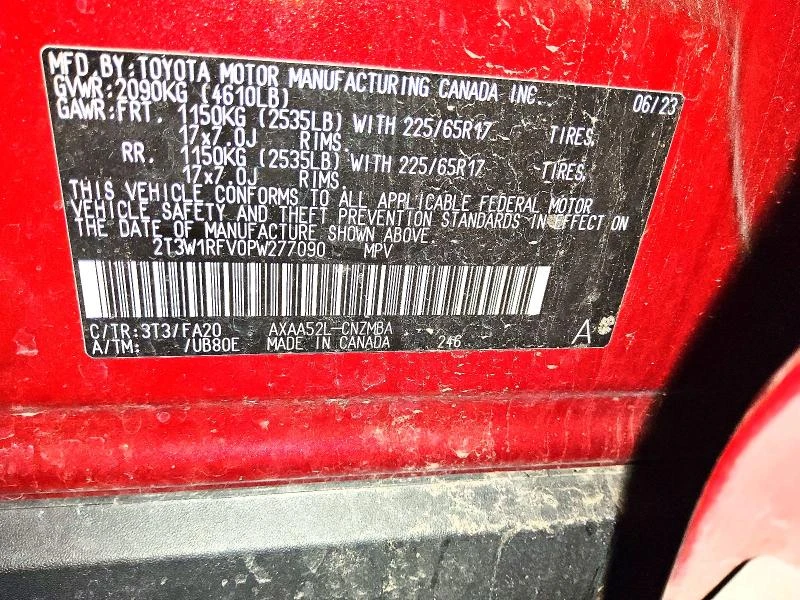 MFD.BY:TOYOTA MOTOR MANUFACTURING CANADA INC. 06/23
GVWR:2090KG (4610LB)
GAWR:FRT. 1150KG (2535LB) WITH 225/65R17 TIRES,
17x7.0J RIMS.
RR. 1150KG (2535LB) WITH 225/65R17 TIRES,
17x7.0J RIMS.
THIS VEHICLE CONFORMS TO ALL APPLICABLE FEDERAL MOTOR
VEHICLE SAFETY AND THEFT PREVENTION STANDARDS IN EFFECT ON
THE DATE OF MANUFACTURE SHOWN ABOVE.
2T3W1RFV0PW277090 MPV
C/TR:3T3/FA20 AXAA52L-CNZMBA
A/TM: /UB80E MADE IN CANADA 246 A